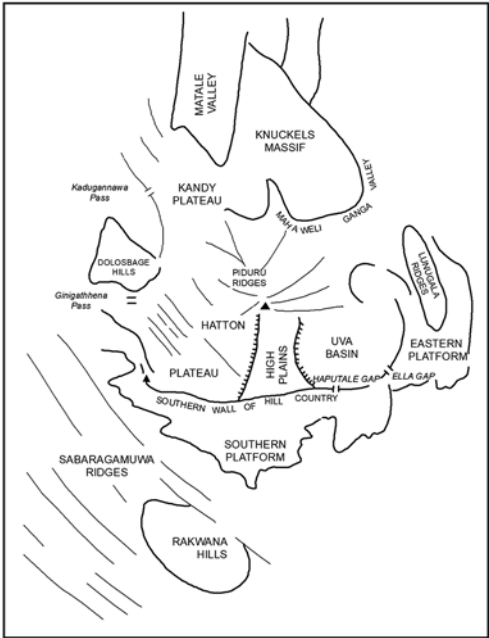 MATALE VALLEY
KNUCKELS
MASSIF
Kadugannawa
Pass
KANDY
PLATEAU
MAHA WELI GANGA VALLEY
DOLOSBAGE
HILLS
PIDURU
RIDGES
LUNUGALA
RIDGES
Ginigathhena
Pass
HATTON
PLATEAU
HIGH PLAINS
UVA
BASIN
EASTERN
PLATFORM
HAPUTALE GAP
ELLA GAP
SOUTHERN WALL OF HILL COUNTRY
SOUTHERN
PLATFORM
SABARAGAMUWA
RIDGES
RAKWANA
HILLS